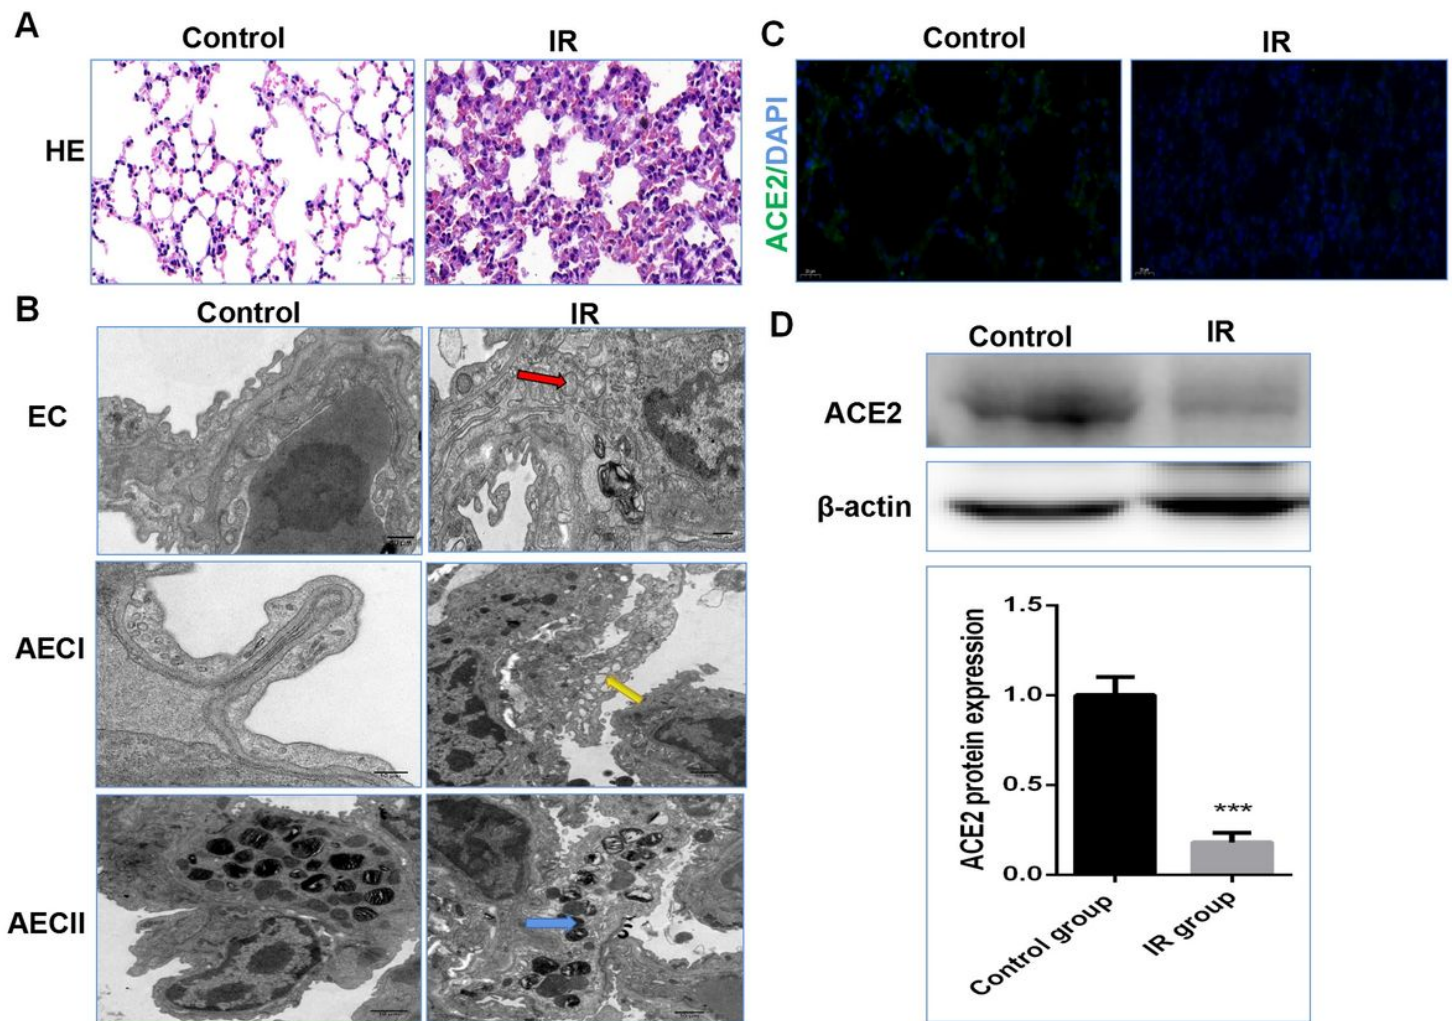 A
Control
IR
HE
B
Control
IR
EC
AECI
AECII
C
Control
IR
ACE2/DAPI
D
Control
IR
ACE2
β-actin
ACE2 protein expression
1.5
1.0
0.5
0.0
***
Control group
IR group